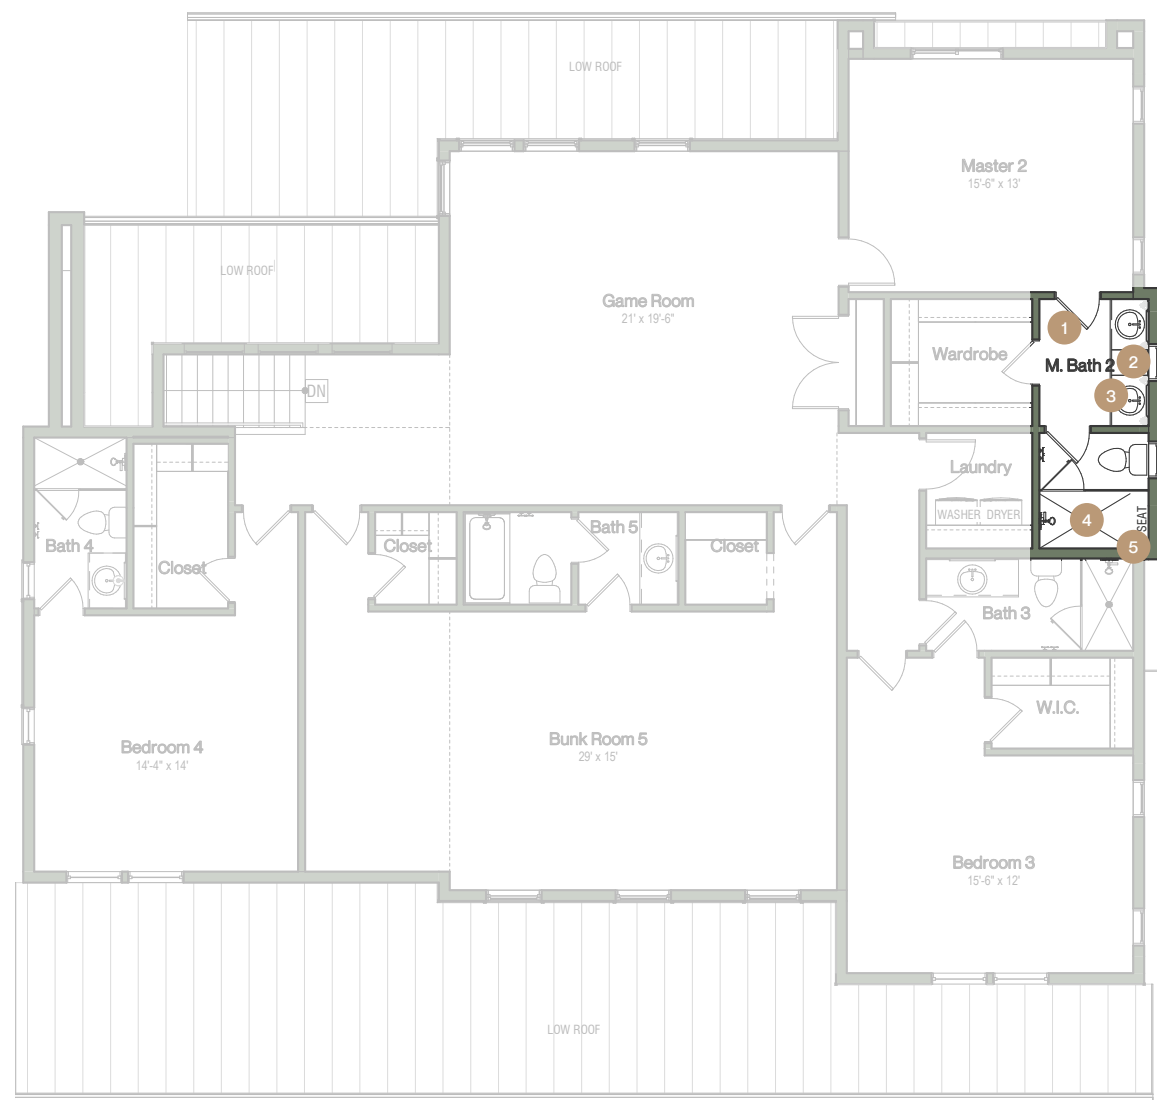 LOW ROOF
Master 2
15'-6" x 13'
LOW ROOF
Game Room
21' x 19'-6"
1
Wardrobe
M. Bath 2
2
3
DN
Laundry
WASHER DRYER
4
SEAT
5
Bath 4
Closet
Closet
Bath 5
Closet
Bath 3
W.I.C.
Bedroom 4
14'-4" x 14'
Bunk Room 5
29' x 15'
Bedroom 3
15'-6" x 12'
LOW ROOF